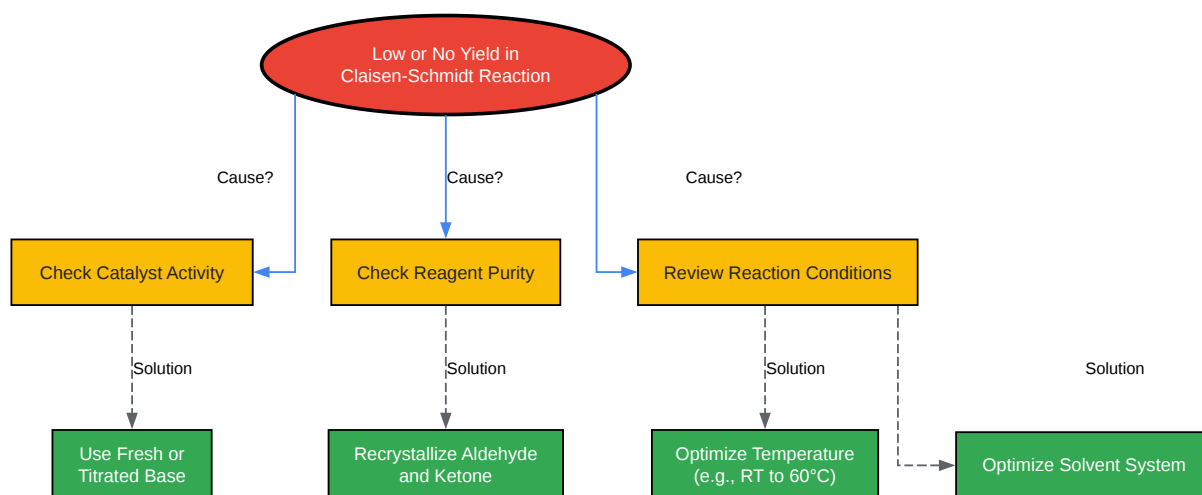 Low or No Yield in
Claisen-Schmidt Reaction
Cause?
Cause?
Cause?
Check Catalyst Activity
Check Reagent Purity
Review Reaction Conditions
Solution
Solution
Solution
Solution
Use Fresh or
Titrated Base
Recrystallize Aldehyde
and Ketone
Optimize Temperature
(e.g., RT to 60°C)
Optimize Solvent System